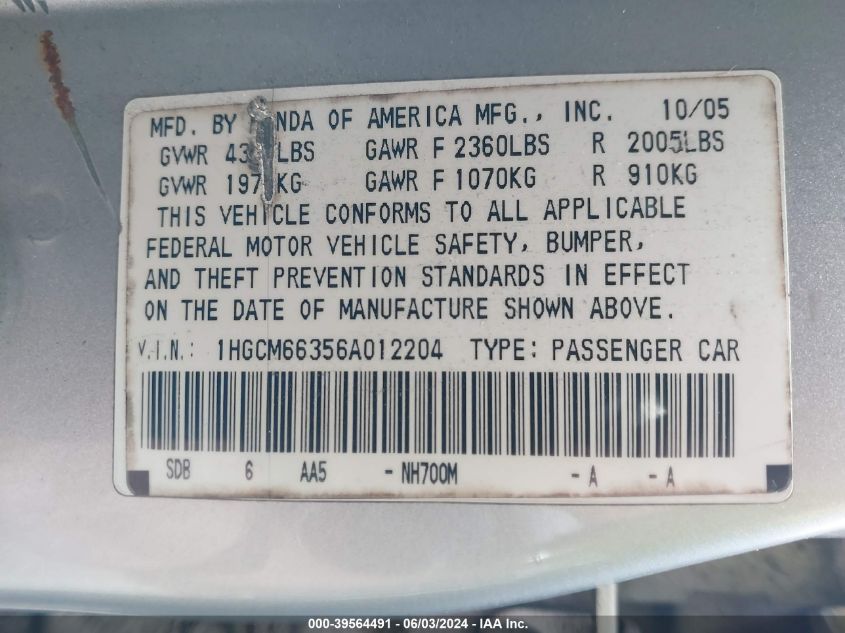 MFD. BY NDA OF AMERICA MFG., INC. 10/05
GVWR LBS GAWR F 2360LBS R 2005LBS
GVWR KG GAWR F 1070KG R 910KG
THIS VEHICLE CONFORMS TO ALL APPLICABLE
FEDERAL MOTOR VEHICLE SAFETY, BUMPER,
AND THEFT PREVENTION STANDARDS IN EFFECT
ON THE DATE OF MANUFACTURE SHOWN ABOVE.
V.I.N.: 1HGCM66356A012204 TYPE: PASSENGER CAR
SDB 6 AA5 - NH700M - A - A
000-39564491 - 06/03/2024 - IAA Inc.